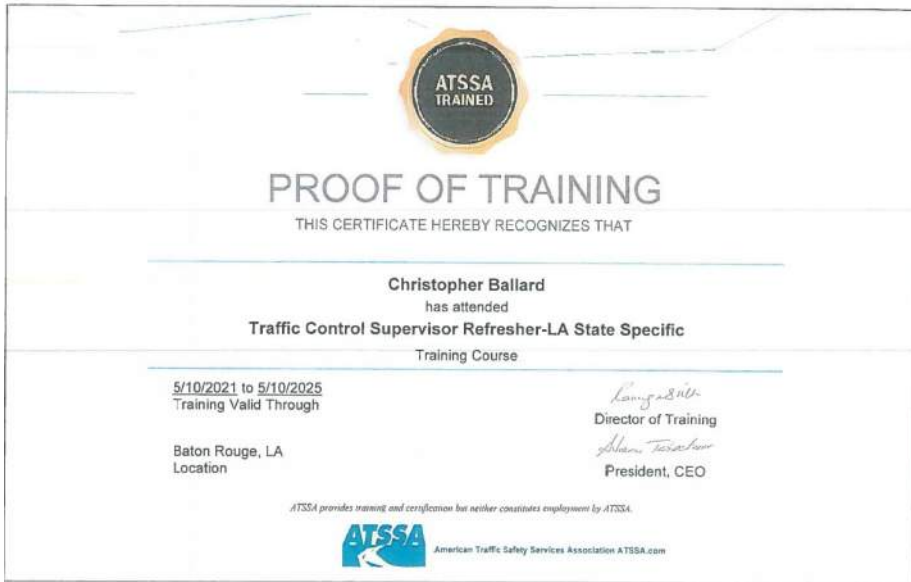 ATSSA
TRAINED
PROOF OF TRAINING
THIS CERTIFICATE HEREBY RECOGNIZES THAT
Christopher Ballard
has attended
Traffic Control Supervisor Refresher-LA State Specific
Training Course
5/10/2021 to 5/10/2025
Training Valid Through
Director of Training
Baton Rouge, LA
Location
President, CEO
ATSSA provides training and certification but neither constitutes employment by ATSSA.
ATSSA
American Traffic Safety Services Association ATSSA.com